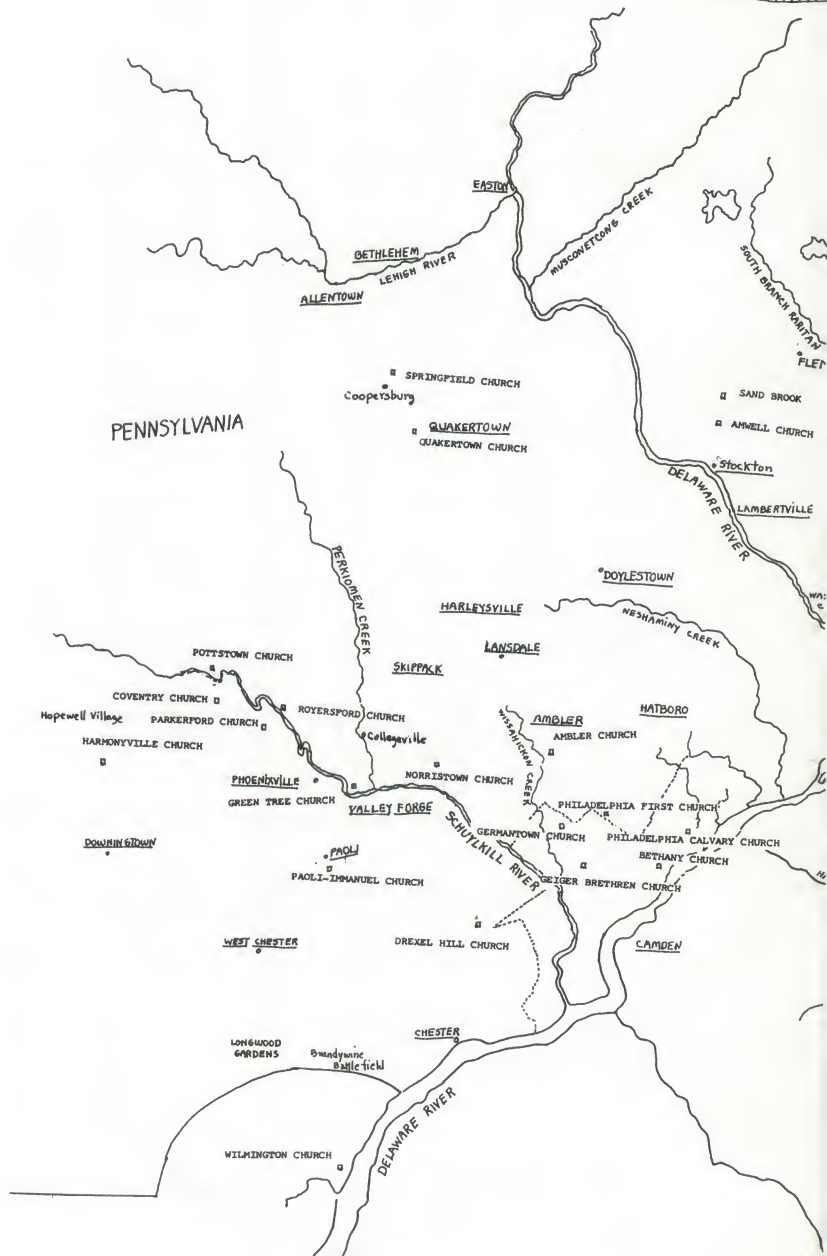 EASTON
MUSCONETCONG CREEK
BETHLEHEM
LEHIGH RIVER
ALLENTOWN
SOUTH BRANCH RARITAN
SPRINGFIELD CHURCH
Coopersburg
SAND BROOK
PENNSYLVANIA
QUAKERTOWN
QUAKERTOWN CHURCH
AMWELL CHURCH
Stockton
DELAWARE RIVER
LAMBERTVILLE
DOYLESTOWN
PERKIOMEN CREEK
HARLEYSVILLE
NESHAMINY CREEK
LANSDALE
POTTSTOWN CHURCH
SKIPPACK
COVENTRY CHURCH
ROYERSFORD CHURCH
Hopewell Village
PARKERFORD CHURCH
HATBORO
AMBLER
AMBLER CHURCH
WISSAHICKON CREEK
Collegeville
HARMONYVILLE CHURCH
PHOENIXVILLE
NORRISTOWN CHURCH
GREEN TREE CHURCH
VALLEY FORGE
PHILADELPHIA FIRST CHURCH
SCHUYLKILL RIVER
GERMANTOWN CHURCH
PHILADELPHIA CALVARY CHURCH
DOWNINGTOWN
PAOLI
BETHANY CHURCH
PAOLI-IMMANUEL CHURCH
GEIGER BRETHREN CHURCH
WEST CHESTER
DREXEL HILL CHURCH
CAMDEN
CHESTER
LONGWOOD
GARDENS
Brandywine
Battlefield
DELAWARE RIVER
WILMINGTON CHURCH